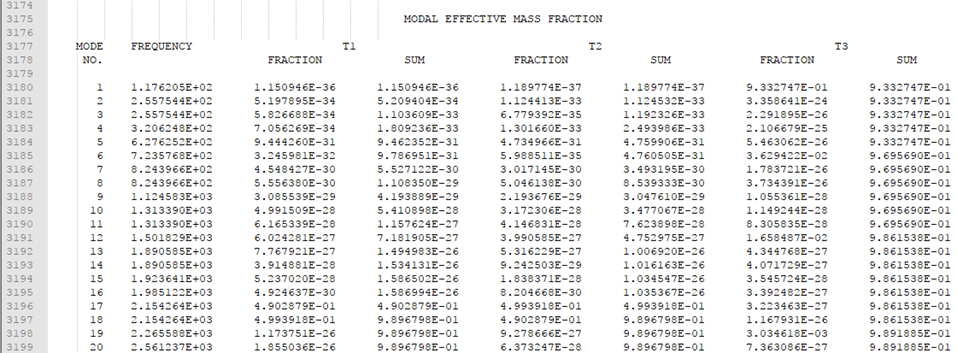 3174
3175 MODAL EFFECTIVE MASS FRACTION
3176
3177 MODE FREQUENCY T1 T2 T3
3178 NO. FRACTION SUM FRACTION SUM FRACTION SUM
3179
3180 1 1.176205E+02 1.150946E-36 1.150946E-36 1.189774E-37 1.189774E-37 9.332747E-01 9.332747E-01
3181 2 2.557544E+02 5.197895E-34 5.209404E-34 1.124413E-33 1.124532E-33 3.358641E-24 9.332747E-01
3182 3 2.557544E+02 5.826688E-34 1.103609E-33 6.779392E-35 1.192326E-33 2.291895E-26 9.332747E-01
3183 4 3.206248E+02 7.056269E-34 1.809236E-33 1.301660E-33 2.493986E-33 2.106679E-25 9.332747E-01
3184 5 6.276252E+02 9.444260E-31 9.462352E-31 4.734966E-31 4.759906E-31 5.463062E-26 9.332747E-01
3185 6 7.235768E+02 3.245981E-32 9.786951E-31 5.988511E-35 4.760505E-31 3.629422E-02 9.695690E-01
3186 7 8.243966E+02 4.548427E-30 5.527122E-30 3.017145E-30 3.493195E-30 1.783721E-26 9.695690E-01
3187 8 8.243966E+02 5.556380E-30 1.108350E-29 5.046138E-30 8.539333E-30 3.734391E-26 9.695690E-01
3188 9 1.124583E+03 3.085539E-29 4.193889E-29 2.193676E-29 3.047610E-29 1.055361E-28 9.695690E-01
3189 10 1.313390E+03 4.991509E-28 5.410898E-28 3.172306E-28 3.477067E-28 1.149244E-28 9.695690E-01
3190 11 1.313390E+03 6.165339E-28 1.157624E-27 4.146831E-28 7.623898E-28 8.305835E-28 9.695690E-01
3191 12 1.501829E+03 6.024281E-27 7.181905E-27 3.990585E-27 4.752975E-27 1.658487E-02 9.861538E-01
3192 13 1.890585E+03 7.767921E-27 1.494983E-26 5.316229E-27 1.006920E-26 4.344768E-27 9.861538E-01
3193 14 1.890585E+03 3.914881E-28 1.534131E-26 9.242503E-29 1.016163E-26 4.071729E-27 9.861538E-01
3194 15 1.923641E+03 5.237020E-28 1.586502E-26 1.838371E-28 1.034547E-26 3.545724E-28 9.861538E-01
3195 16 1.985122E+03 4.924637E-30 1.586994E-26 8.204668E-30 1.035367E-26 3.392482E-27 9.861538E-01
3196 17 2.154264E+03 4.902879E-01 4.902879E-01 4.993918E-01 4.993918E-01 3.223463E-27 9.861538E-01
3197 18 2.154264E+03 4.993918E-01 9.896798E-01 4.902879E-01 9.896798E-01 1.167931E-26 9.861538E-01
3198 19 2.265588E+03 1.173751E-26 9.896798E-01 9.278666E-27 9.896798E-01 3.034618E-03 9.891885E-01
3199 20 2.561237E+03 1.855036E-26 9.896798E-01 6.373247E-28 9.896798E-01 7.363086E-27 9.891885E-01